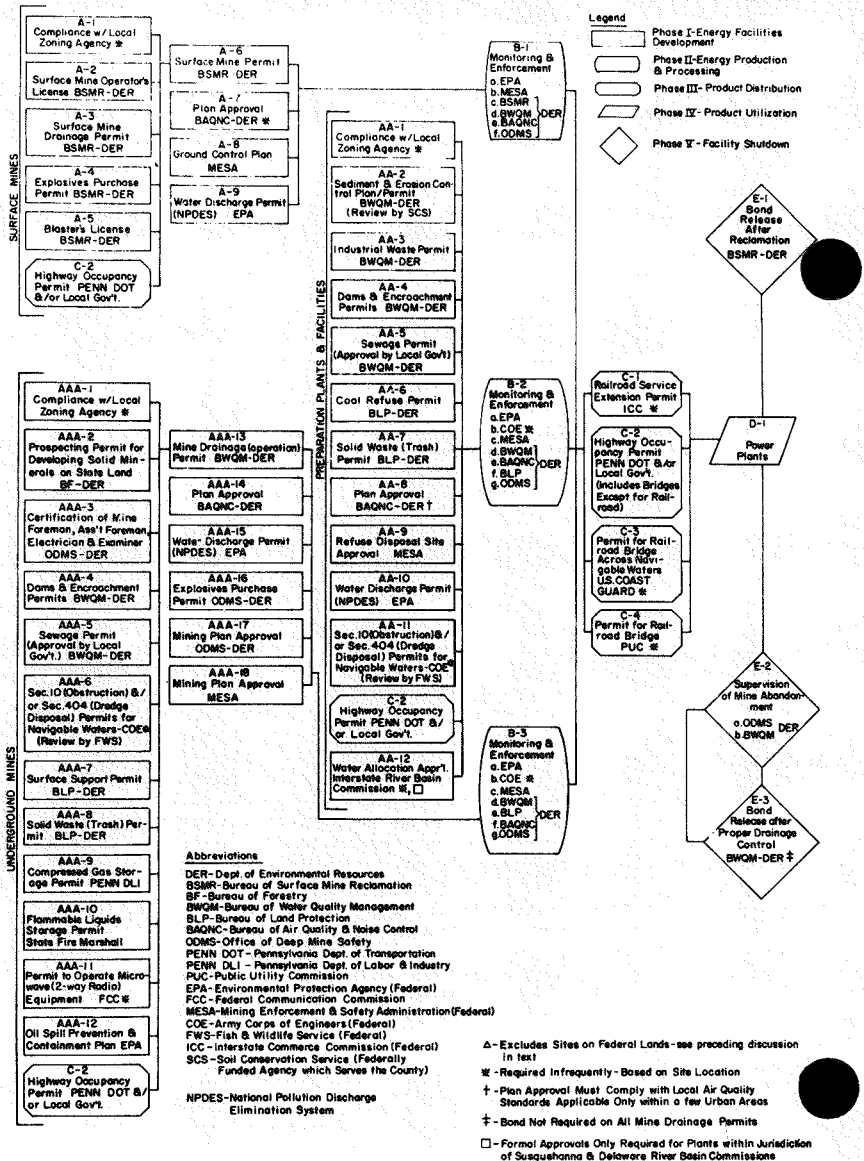 SURFACE MINES
A-1
Compliance w/ Local
Zoning Agency *
A-2
Surface Mine Operator's
License BSMR-DER
A-3
Surface Mine
Drainage Permit
BSMR-DER
A-4
Explosives Purchase
Permit BSMR-DER
A-5
Blaster's License
BSMR-DER
C-2
Highway Occupancy
Permit PENN DOT
&/or Local Gov't.
A-6
Surface Mine Permit
BSMR-DER
A-7
Plan Approval
BAQNC-DER *
A-8
Ground Control Plan
MESA
A-9
Water Discharge Permit
(NPDES) EPA
UNDERGROUND MINES
AAA-1
Compliance w/Local
Zoning Agency *
AAA-2
Prospecting Permit for
Developing Solid Min-
erals on State Land
BF-DER
AAA-3
Certification of Mine
Foreman, Ass't Foreman,
Electrician & Examiner
ODMS-DER
AAA-4
Dams & Encroachment
Permits BWQM-DER
AAA-5
Sewage Permit
(Approval by Local
Gov't.) BWQM-DER
AAA-6
Sec.10 (Obstruction) &/
or Sec.404 (Dredge
Disposal) Permits for
Navigable Waters-COE*
(Review by FWS)
AAA-7
Surface Support Permit
BLP-DER
AAA-8
Solid Waste (Trash) Per-
mit BLP-DER
AAA-9
Compressed Gas Stor-
age Permit PENN DLI
AAA-10
Flammable Liquids
Storage Permit
State Fire Marshall
AAA-11
Permit to Operate Micro-
wave (2-way Radio)
Equipment FCC *
AAA-12
Oil Spill Prevention &
Containment Plan EPA
C-2
Highway Occupancy
Permit PENN DOT &/
or Local Gov't.
AAA-13
Mine Drainage (operation)
Permit BWQM-DER
AAA-14
Plan Approval
BAQNC-DER
AAA-15
Water Discharge Permit
(NPDES) EPA
AAA-16
Explosives Purchase
Permit ODMS-DER
AAA-17
Mining Plan Approval
ODMS-DER
AAA-18
Mining Plan Approval
MESA
PREPARATION PLANTS & FACILITIES
AA-1
Compliance w/Local
Zoning Agency *
AA-2
Sediment & Erosion Con-
trol Plan/Permit
BWQM-DER
(Review by SCS)
AA-3
Industrial Waste Permit
BWQM-DER
AA-4
Dams & Encroachment
Permits BWQM-DER
AA-5
Sewage Permit
(Approval by Local Gov't)
BWQM-DER
AA-6
Coal Refuse Permit
BLP-DER
AA-7
Solid Waste (Trash)
Permit BLP-DER
AA-8
Plan Approval
BAQNC-DER †
AA-9
Refuse Disposal Site
Approval MESA
AA-10
Water Discharge Permit
(NPDES) EPA
AA-11
Sec.10(Obstruction)&/
or Sec.404 (Dredge
Disposal) Permits for
Navigable Waters-COE*
(Review by FWS)
C-2
Highway Occupancy
Permit PENN DOT &/
or Local Gov't.
AA-12
Water Allocation Appr'l.
Interstate River Basin
Commission *, □
B-1
Monitoring &
Enforcement
a. EPA
b. MESA
c. BSMR
d. BWQM
e. BAQNC
f. ODMS
DER
B-2
Monitoring &
Enforcement
a. EPA
b. COE *
c. MESA
d. BWQM
e. BAQNC
f. BLP
g. ODMS
DER
B-3
Monitoring &
Enforcement
a. EPA
b. COE *
c. MESA
d. BWQM
e. BLP
f. BAQNC
g. ODMS
DER
C-1
Railroad Service
Extension Permit
ICC *
C-2
Highway Occu-
pancy Permit
PENN DOT &/or
Local Gov't.
(includes Bridges
Except for Rail-
road)
C-3
Permit for Rail-
road Bridge
Across Navi-
gable Waters
U.S. COAST
GUARD *
C-4
Permit for Rail-
road Bridge
PUC *
Legend
Phase I-Energy Facilities
Development
Phase II-Energy Production
& Processing
Phase III-Product Distribution
Phase IV-Product Utilization
Phase V-Facility Shutdown
E-1
Bond
Release
After
Reclamation
BSMR-DER
D-1
Power
Plants
E-2
Supervision
of Mine Abandon-
ment
a. ODMS
b. BWQM
DER
E-3
Bond
Release after
Proper Drainage
Control
BWQM-DER ‡
Abbreviations
DER-Dept. of Environmental Resources
BSMR-Bureau of Surface Mine Reclamation
BF-Bureau of Forestry
BWQM-Bureau of Water Quality Management
BLP-Bureau of Land Protection
BAQNC-Bureau of Air Quality & Noise Control
ODMS-Office of Deep Mine Safety
PENN DOT-Pennsylvania Dept. of Transportation
PENN DLI-Pennsylvania Dept. of Labor & Industry
PUC-Public Utility Commission
EPA-Environmental Protection Agency (Federal)
FCC-Federal Communication Commission
MESA-Mining Enforcement & Safety Administration (Federal)
COE-Army Corps of Engineers (Federal)
FWS-Fish & Wildlife Service (Federal)
ICC-Interstate Commerce Commission (Federal)
SCS-Soil Conservation Service (Federally
Funded Agency which Serves the County)
NPDES-National Pollution Discharge
Elimination System
△-Excludes Sites on Federal Lands-see preceding discussion
in text
*-Required Infrequently-Based on Site Location
†-Plan Approval Must Comply with Local Air Quality
Standards Applicable Only within a few Urban Areas
‡-Bond Not Required on All Mine Drainage Permits
□-Formal Approvals Only Required for Plants within Jurisdiction
of Susquehanna & Delaware River Basin Commissions